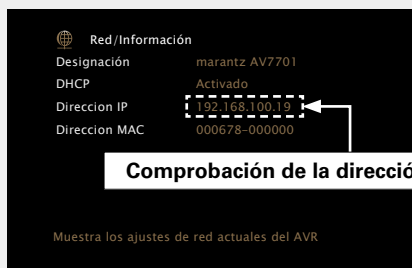 Red/Información
Designación marantz AV7701
DHCP Activado
Direccion IP 192.168.100.19
Direccion MAC 000678-000000
Comprobación de la direcció
Muestra los ajustes de red actuales del AVR